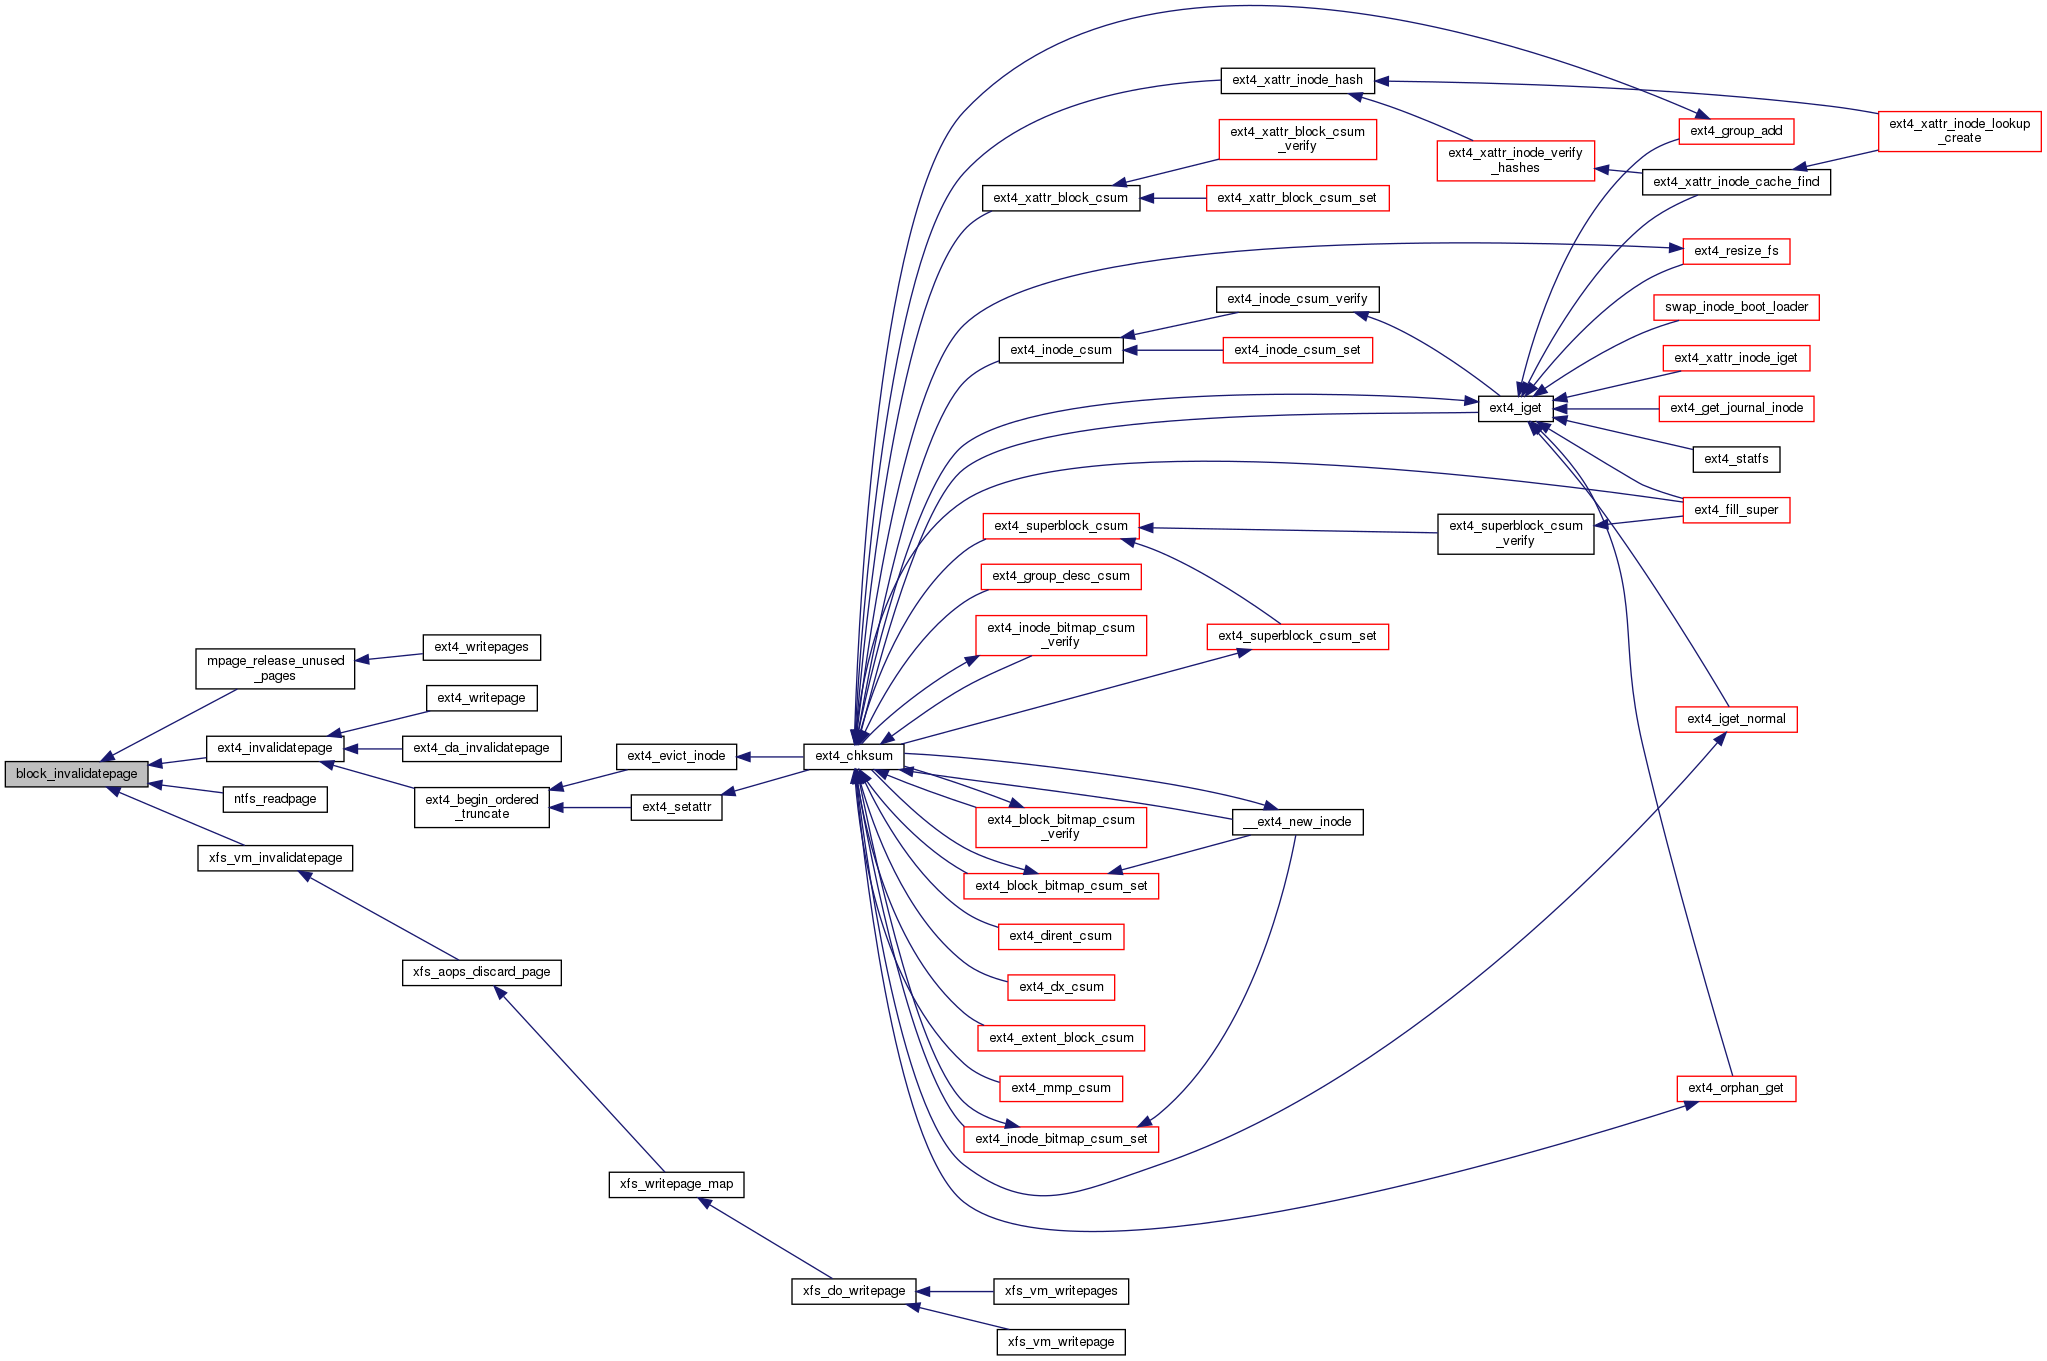 block_invalidatepage
mpage_release_unused
_pages
ext4_writepages
ext4_invalidatepage
ext4_writepage
ext4_da_invalidatepage
ext4_begin_ordered
_truncate
ntfs_readpage
xfs_vm_invalidatepage
xfs_aops_discard_page
xfs_writepage_map
xfs_do_writepage
xfs_vm_writepages
xfs_vm_writepage
ext4_evict_inode
ext4_setattr
ext4_chksum
ext4_xattr_inode_hash
ext4_xattr_block_csum
_verify
ext4_xattr_block_csum
ext4_xattr_block_csum_set
ext4_xattr_inode_verify
_hashes
ext4_group_add
ext4_xattr_inode_lookup
_create
ext4_xattr_inode_cache_find
ext4_resize_fs
ext4_inode_csum_verify
ext4_inode_csum
ext4_inode_csum_set
swap_inode_boot_loader
ext4_xattr_inode_iget
ext4_iget
ext4_get_journal_inode
ext4_statfs
ext4_fill_super
ext4_superblock_csum
ext4_superblock_csum
_verify
ext4_group_desc_csum
ext4_inode_bitmap_csum
_verify
ext4_superblock_csum_set
ext4_iget_normal
ext4_block_bitmap_csum
_verify
__ext4_new_inode
ext4_block_bitmap_csum_set
ext4_dirent_csum
ext4_dx_csum
ext4_extent_block_csum
ext4_mmp_csum
ext4_inode_bitmap_csum_set
ext4_orphan_get